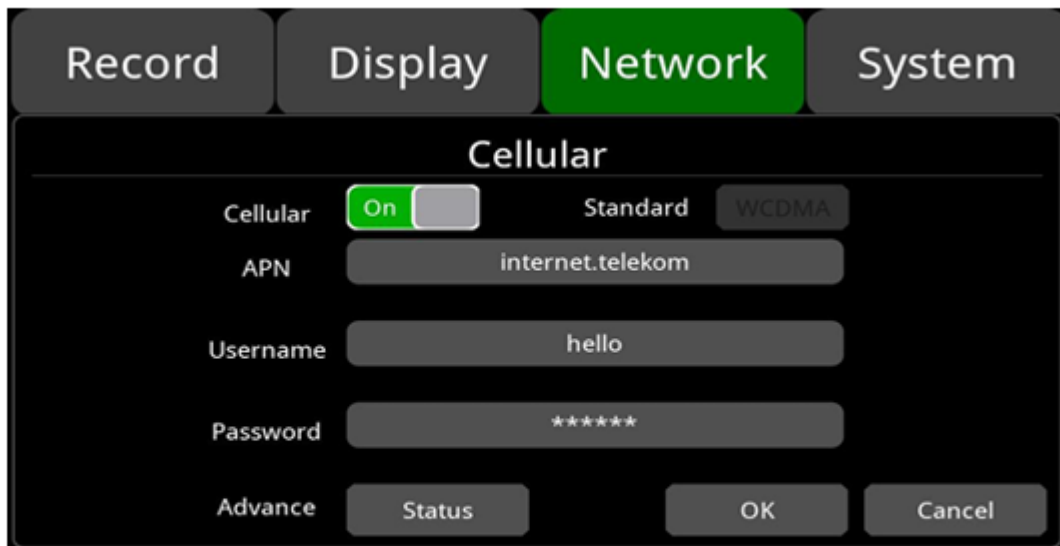 Record Display Network System
Cellular
Cellular On Standard WCDMA
APN internet.telekom
Username hello
Password ******
Advance Status OK Cancel